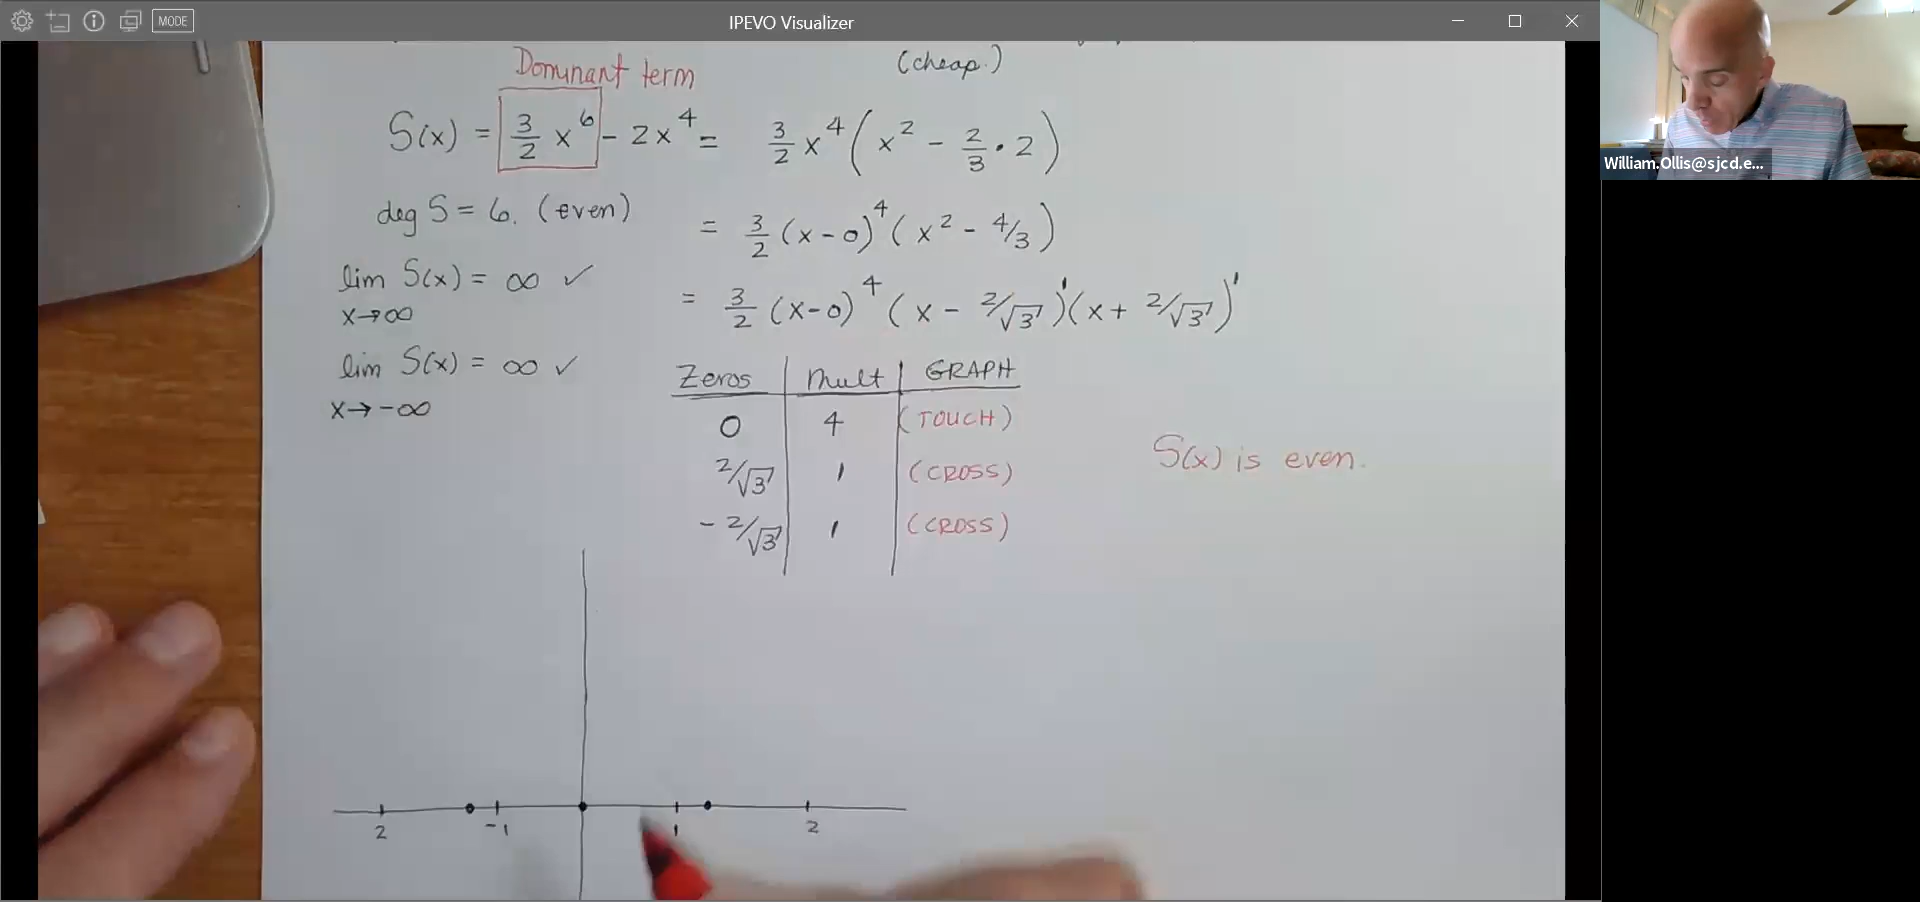 MODE
IPEVO Visualizer
William.Ollis@sjcd.e...
Dominant term
(cheap.)
S(x) = 3/2 x^6 - 2x^4 = 3/2 x^4 (x^2 - 2/3 · 2)
deg S = 6. (even)
= 3/2 (x-0)^4 (x^2 - 4/3)
lim S(x) = ∞ ✓
x→∞
= 3/2 (x-0)^4 (x - 2/√3)^1 (x + 2/√3)^1
lim S(x) = ∞ ✓
x→-∞
Zeros | Mult | GRAPH
0 | 4 | (TOUCH)
2/√3 | 1 | (CROSS)
-2/√3 | 1 | (CROSS)
S(x) is even.
2 -1 1 2